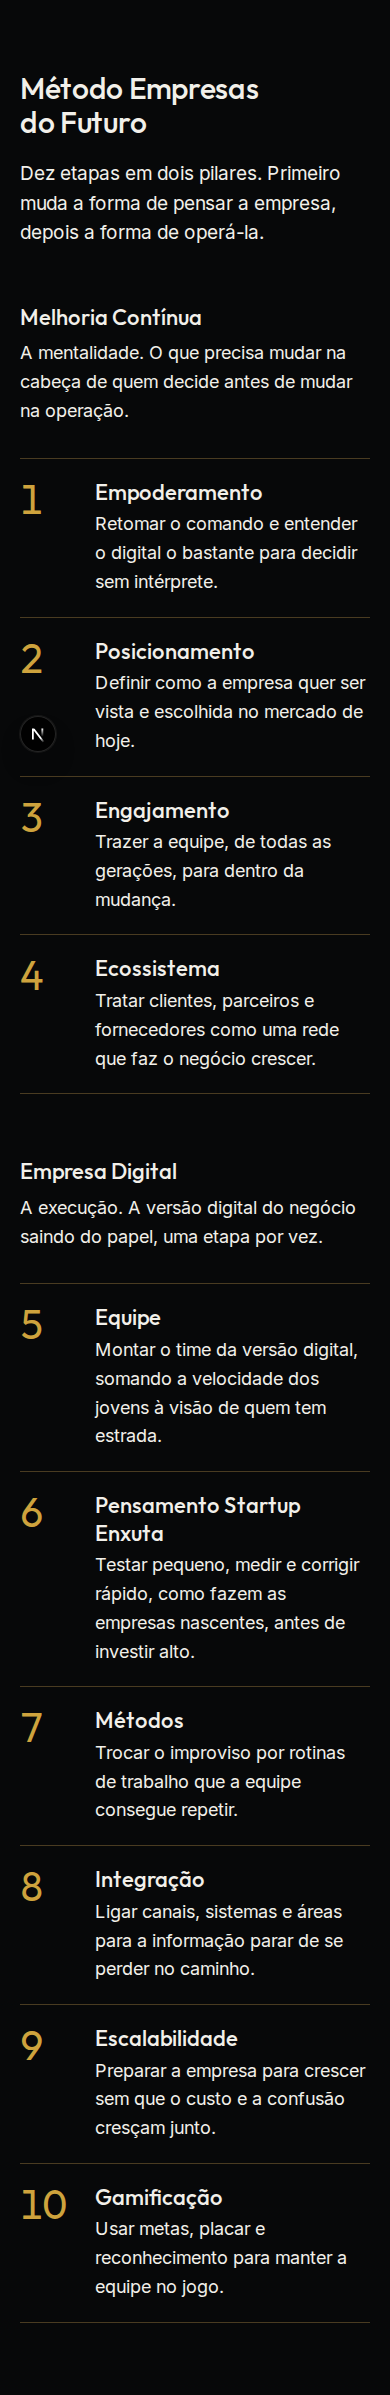 Método Empresas
do Futuro
Dez etapas em dois pilares. Primeiro
muda a forma de pensar a empresa,
depois a forma de operá-la.
Melhoria Contínua
A mentalidade. O que precisa mudar na
cabeça de quem decide antes de mudar
na operação.
1
Empoderamento
Retomar o comando e entender
o digital o bastante para decidir
sem intérprete.
2
Posicionamento
Definir como a empresa quer ser
vista e escolhida no mercado de
hoje.
N
3
Engajamento
Trazer a equipe, de todas as
gerações, para dentro da
mudança.
4
Ecossistema
Tratar clientes, parceiros e
fornecedores como uma rede
que faz o negócio crescer.
Empresa Digital
A execução. A versão digital do negócio
saindo do papel, uma etapa por vez.
5
Equipe
Montar o time da versão digital,
somando a velocidade dos
jovens à visão de quem tem
estrada.
6
Pensamento Startup
Enxuta
Testar pequeno, medir e corrigir
rápido, como fazem as
empresas nascentes, antes de
investir alto.
7
Métodos
Trocar o improviso por rotinas
de trabalho que a equipe
consegue repetir.
8
Integração
Ligar canais, sistemas e áreas
para a informação parar de se
perder no caminho.
9
Escalabilidade
Preparar a empresa para crescer
sem que o custo e a confusão
cresçam junto.
10
Gamificação
Usar metas, placar e
reconhecimento para manter a
equipe no jogo.